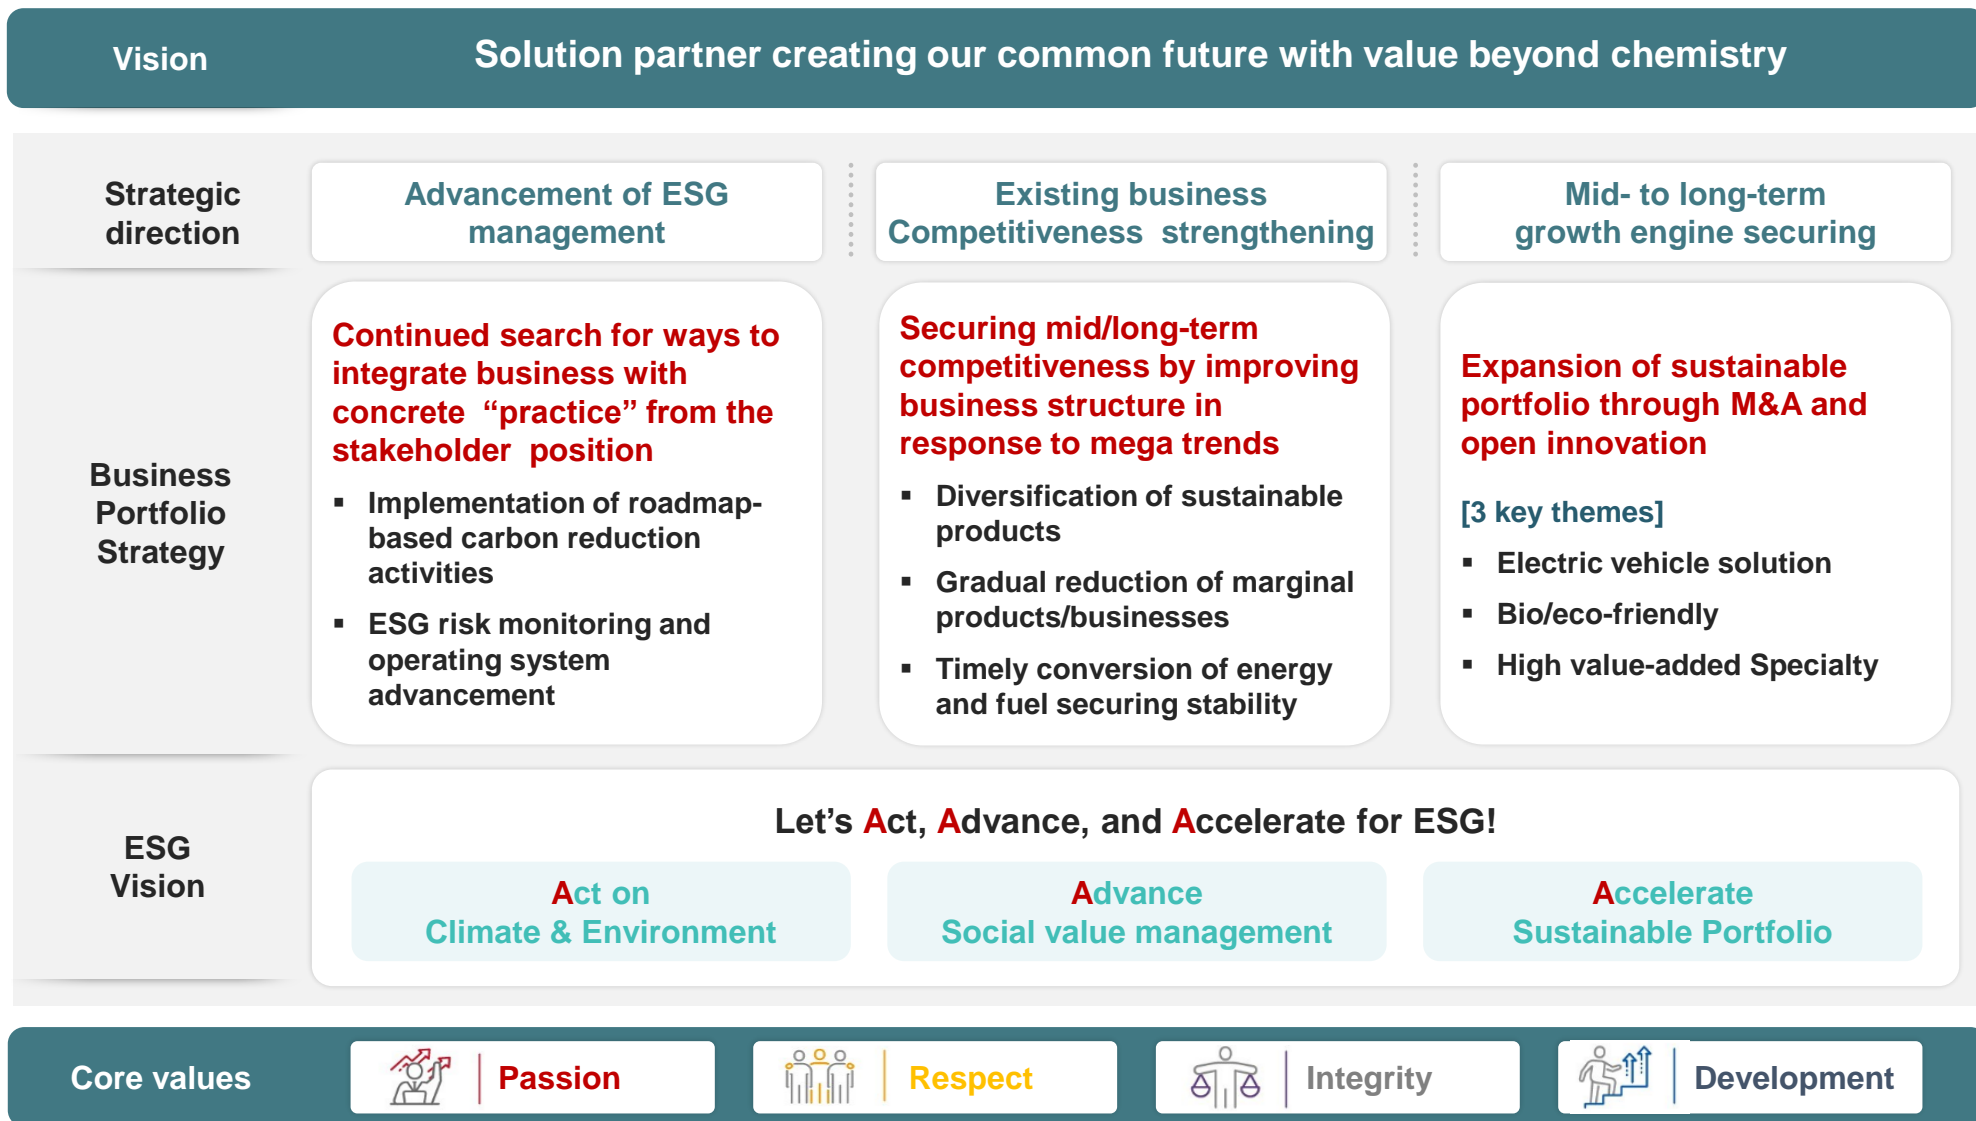 Vision
Solution partner creating our common future with value beyond chemistry
Strategic
direction
Advancement of ESG
management
Existing business
Competitiveness strengthening
Mid- to long-term
growth engine securing
Business
Portfolio
Strategy
Continued search for ways to
integrate business with
concrete “practice” from the
stakeholder position
▪ Implementation of roadmap-
based carbon reduction
activities
▪ ESG risk monitoring and
operating system
advancement
Securing mid/long-term
competitiveness by improving
business structure in
response to mega trends
▪ Diversification of sustainable
products
▪ Gradual reduction of marginal
products/businesses
▪ Timely conversion of energy
and fuel securing stability
Expansion of sustainable
portfolio through M&A and
open innovation
[3 key themes]
▪ Electric vehicle solution
▪ Bio/eco-friendly
▪ High value-added Specialty
ESG
Vision
Let’s Act, Advance, and Accelerate for ESG!
Act on
Climate & Environment
Advance
Social value management
Accelerate
Sustainable Portfolio
Core values
Passion
Respect
Integrity
Development